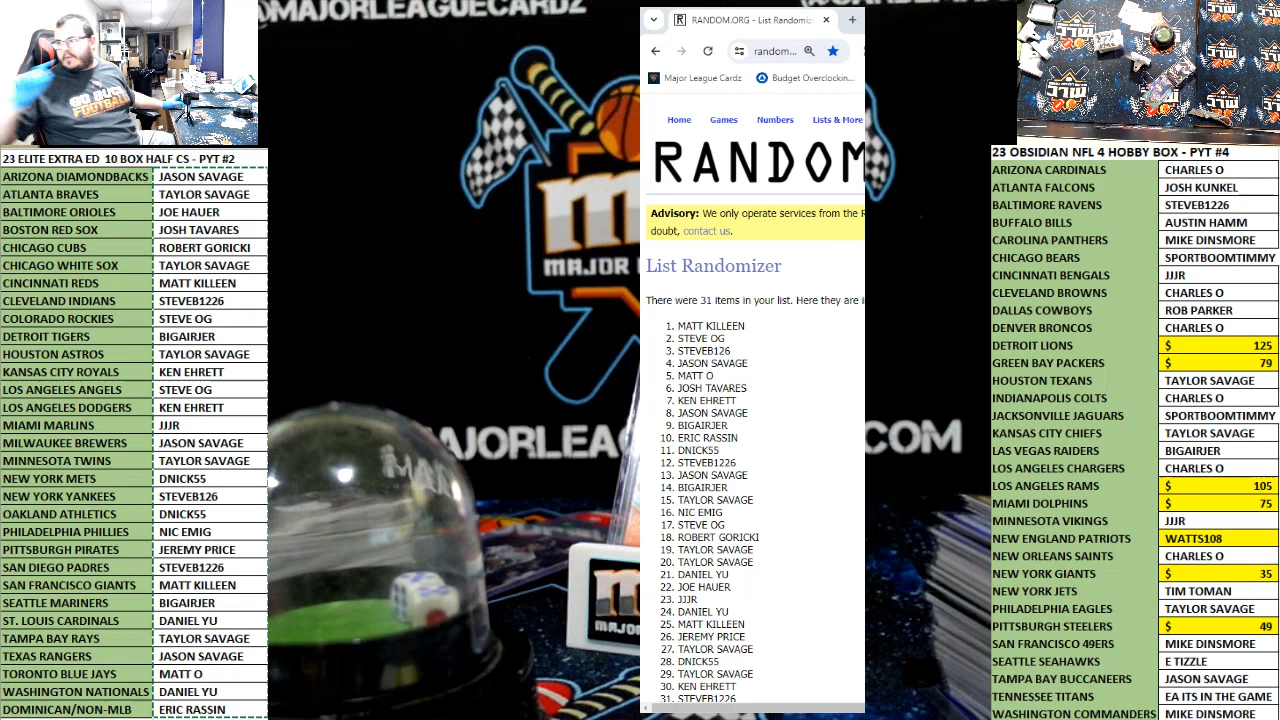 @MAJORLEAGUECARDZ
23 ELITE EXTRA ED 10 BOX HALF CS - PYT #2
ARIZONA DIAMONDBACKS JASON SAVAGE
ATLANTA BRAVES TAYLOR SAVAGE
BALTIMORE ORIOLES JOE HAUER
BOSTON RED SOX JOSH TAVARES
CHICAGO CUBS ROBERT GORICKI
CHICAGO WHITE SOX TAYLOR SAVAGE
CINCINNATI REDS MATT KILLEEN
CLEVELAND INDIANS STEVEB1226
COLORADO ROCKIES STEVE OG
DETROIT TIGERS BIGAIRJER
HOUSTON ASTROS TAYLOR SAVAGE
KANSAS CITY ROYALS KEN EHRETT
LOS ANGELES ANGELS STEVE OG
LOS ANGELES DODGERS KEN EHRETT
MIAMI MARLINS JJJR
MILWAUKEE BREWERS JASON SAVAGE
MINNESOTA TWINS TAYLOR SAVAGE
NEW YORK METS DNICK55
NEW YORK YANKEES STEVEB126
OAKLAND ATHLETICS DNICK55
PHILADELPHIA PHILLIES NIC EMIG
PITTSBURGH PIRATES JEREMY PRICE
SAN DIEGO PADRES STEVEB1226
SAN FRANCISCO GIANTS MATT KILLEEN
SEATTLE MARINERS BIGAIRJER
ST. LOUIS CARDINALS DANIEL YU
TAMPA BAY RAYS TAYLOR SAVAGE
TEXAS RANGERS JASON SAVAGE
TORONTO BLUE JAYS MATT O
WASHINGTON NATIONALS DANIEL YU
DOMINICAN/NON-MLB ERIC RASSIN
MAJOR
MAJORLEAG
.COM
RANDOM.ORG - List Randomiz
random...
Major League Cardz Budget Overclockin...
Home Games Numbers Lists & More
RANDOM
Advisory: We only operate services from the R
doubt, contact us.
List Randomizer
There were 31 items in your list. Here they are i
1. MATT KILLEEN
2. STEVE OG
3. STEVEB126
4. JASON SAVAGE
5. MATT O
6. JOSH TAVARES
7. KEN EHRETT
8. JASON SAVAGE
9. BIGAIRJER
10. ERIC RASSIN
11. DNICK55
12. STEVEB1226
13. JASON SAVAGE
14. BIGAIRJER
15. TAYLOR SAVAGE
16. NIC EMIG
17. STEVE OG
18. ROBERT GORICKI
19. TAYLOR SAVAGE
20. TAYLOR SAVAGE
21. DANIEL YU
22. JOE HAUER
23. JJJR
24. DANIEL YU
25. MATT KILLEEN
26. JEREMY PRICE
27. TAYLOR SAVAGE
28. DNICK55
29. TAYLOR SAVAGE
30. KEN EHRETT
31. STEVEB1226
23 OBSIDIAN NFL 4 HOBBY BOX - PYT #4
ARIZONA CARDINALS CHARLES O
ATLANTA FALCONS JOSH KUNKEL
BALTIMORE RAVENS STEVEB1226
BUFFALO BILLS AUSTIN HAMM
CAROLINA PANTHERS MIKE DINSMORE
CHICAGO BEARS SPORTBOOMTIMMY
CINCINNATI BENGALS JJJR
CLEVELAND BROWNS CHARLES O
DALLAS COWBOYS ROB PARKER
DENVER BRONCOS CHARLES O
DETROIT LIONS $ 125
GREEN BAY PACKERS $ 79
HOUSTON TEXANS TAYLOR SAVAGE
INDIANAPOLIS COLTS CHARLES O
JACKSONVILLE JAGUARS SPORTBOOMTIMMY
KANSAS CITY CHIEFS TAYLOR SAVAGE
LAS VEGAS RAIDERS BIGAIRJER
LOS ANGELES CHARGERS CHARLES O
LOS ANGELES RAMS $ 105
MIAMI DOLPHINS $ 75
MINNESOTA VIKINGS JJJR
NEW ENGLAND PATRIOTS WATTS108
NEW ORLEANS SAINTS CHARLES O
NEW YORK GIANTS $ 35
NEW YORK JETS TIM TOMAN
PHILADELPHIA EAGLES TAYLOR SAVAGE
PITTSBURGH STEELERS $ 49
SAN FRANCISCO 49ERS MIKE DINSMORE
SEATTLE SEAHAWKS E TIZZLE
TAMPA BAY BUCCANEERS JASON SAVAGE
TENNESSEE TITANS EA ITS IN THE GAME
WASHINGTON COMMANDERS MIKE DINSMORE